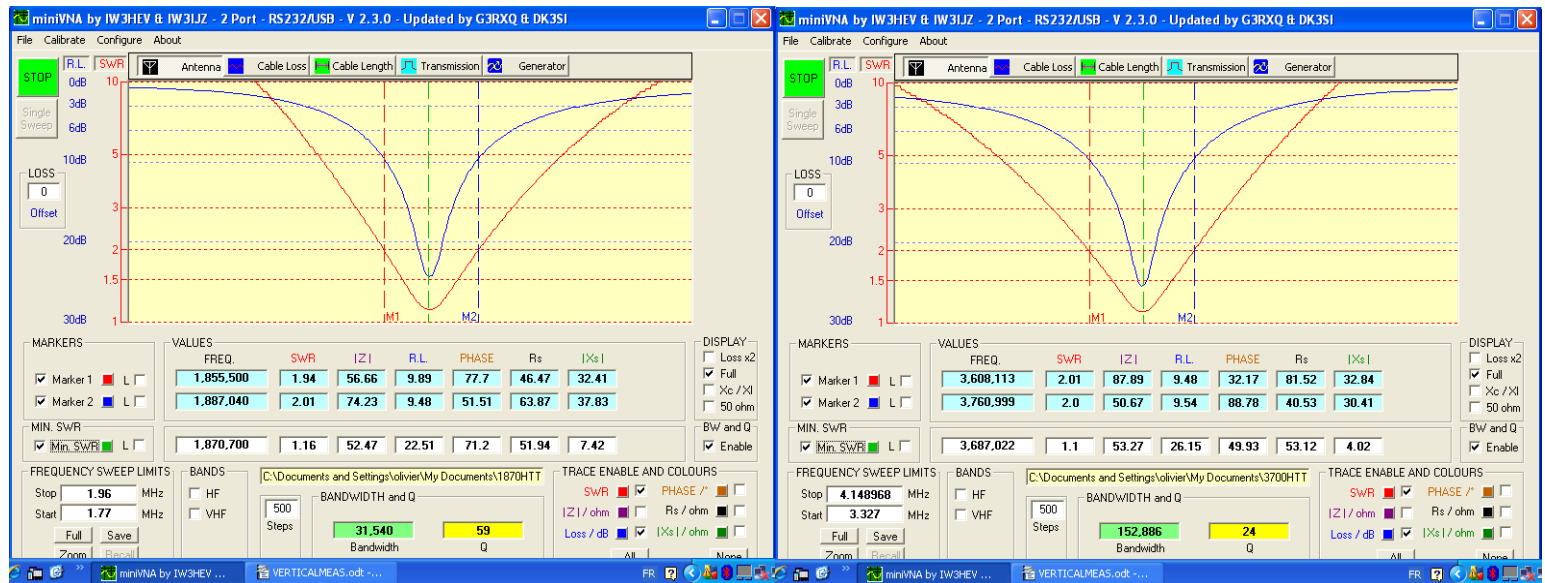 miniVNA by IW3HEV & IW3IJZ - 2 Port - RS232/USB - V 2.3.0 - Updated by G3RXQ & DK3SI
File Calibrate Configure About
STOP
R.L. SWR
Antenna Cable Loss Cable Length Transmission Generator
Single Sweep
0dB 10
3dB
6dB
10dB 5
3
20dB 2
1.5
30dB 1
M1 M2
LOSS
0
Offset
MARKERS
VALUES
DISPLAY
FREQ. SWR |Z| R.L. PHASE Rs |Xs|
Marker 1 L 1,855,500 1.94 56.66 9.89 77.7 46.47 32.41
Marker 2 L 1,887,040 2.01 74.23 9.48 51.51 63.87 37.83
Loss x2
Full
Xc / Xl
50 ohm
MIN. SWR
Min. SWR L 1,870,700 1.16 52.47 22.51 71.2 51.94 7.42
BW and Q
Enable
FREQUENCY SWEEP LIMITS
Stop 1.96 MHz
Start 1.77 MHz
Full Save
Zoom Recall
BANDS
HF
VHF
C:\Documents and Settings\olivier\My Documents\1870HTT
500
Steps
BANDWIDTH and Q
31,540 59
Bandwidth Q
TRACE ENABLE AND COLOURS
SWR PHASE /°
|Z| / ohm Rs / ohm
Loss / dB |Xs| / ohm
All None
miniVNA by IW3HEV ... VERTICALMEAS.odt -... FR
miniVNA by IW3HEV & IW3IJZ - 2 Port - RS232/USB - V 2.3.0 - Updated by G3RXQ & DK3SI
File Calibrate Configure About
STOP
R.L. SWR
Antenna Cable Loss Cable Length Transmission Generator
Single Sweep
0dB 10
3dB
6dB
10dB 5
3
20dB 2
1.5
30dB 1
M1 M2
LOSS
0
Offset
MARKERS
VALUES
DISPLAY
FREQ. SWR |Z| R.L. PHASE Rs |Xs|
Marker 1 L 3,608,113 2.01 87.89 9.48 32.17 81.52 32.84
Marker 2 L 3,760,999 2.0 50.67 9.54 88.78 40.53 30.41
Loss x2
Full
Xc / Xl
50 ohm
MIN. SWR
Min. SWR L 3,687,022 1.1 53.27 26.15 49.93 53.12 4.02
BW and Q
Enable
FREQUENCY SWEEP LIMITS
Stop 4.148968 MHz
Start 3.327 MHz
Full Save
Zoom Recall
BANDS
HF
VHF
C:\Documents and Settings\olivier\My Documents\3700HTT
500
Steps
BANDWIDTH and Q
152,886 24
Bandwidth Q
TRACE ENABLE AND COLOURS
SWR PHASE /°
|Z| / ohm Rs / ohm
Loss / dB |Xs| / ohm
All None
miniVNA by IW3HEV ... VERTICALMEAS.odt -... FR